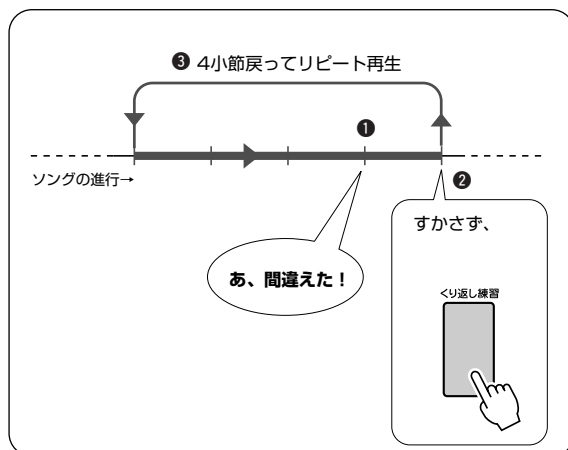 ❸ 4小節戻ってリピート再生
❶
ソングの進行→
❷
すかさず、
あ、間違えた！
くり返し練習